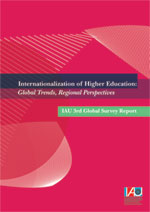 Internationalization of Higher Education:
Global Trends, Regional Perspectives
IAU 3rd Global Survey Report
IAU